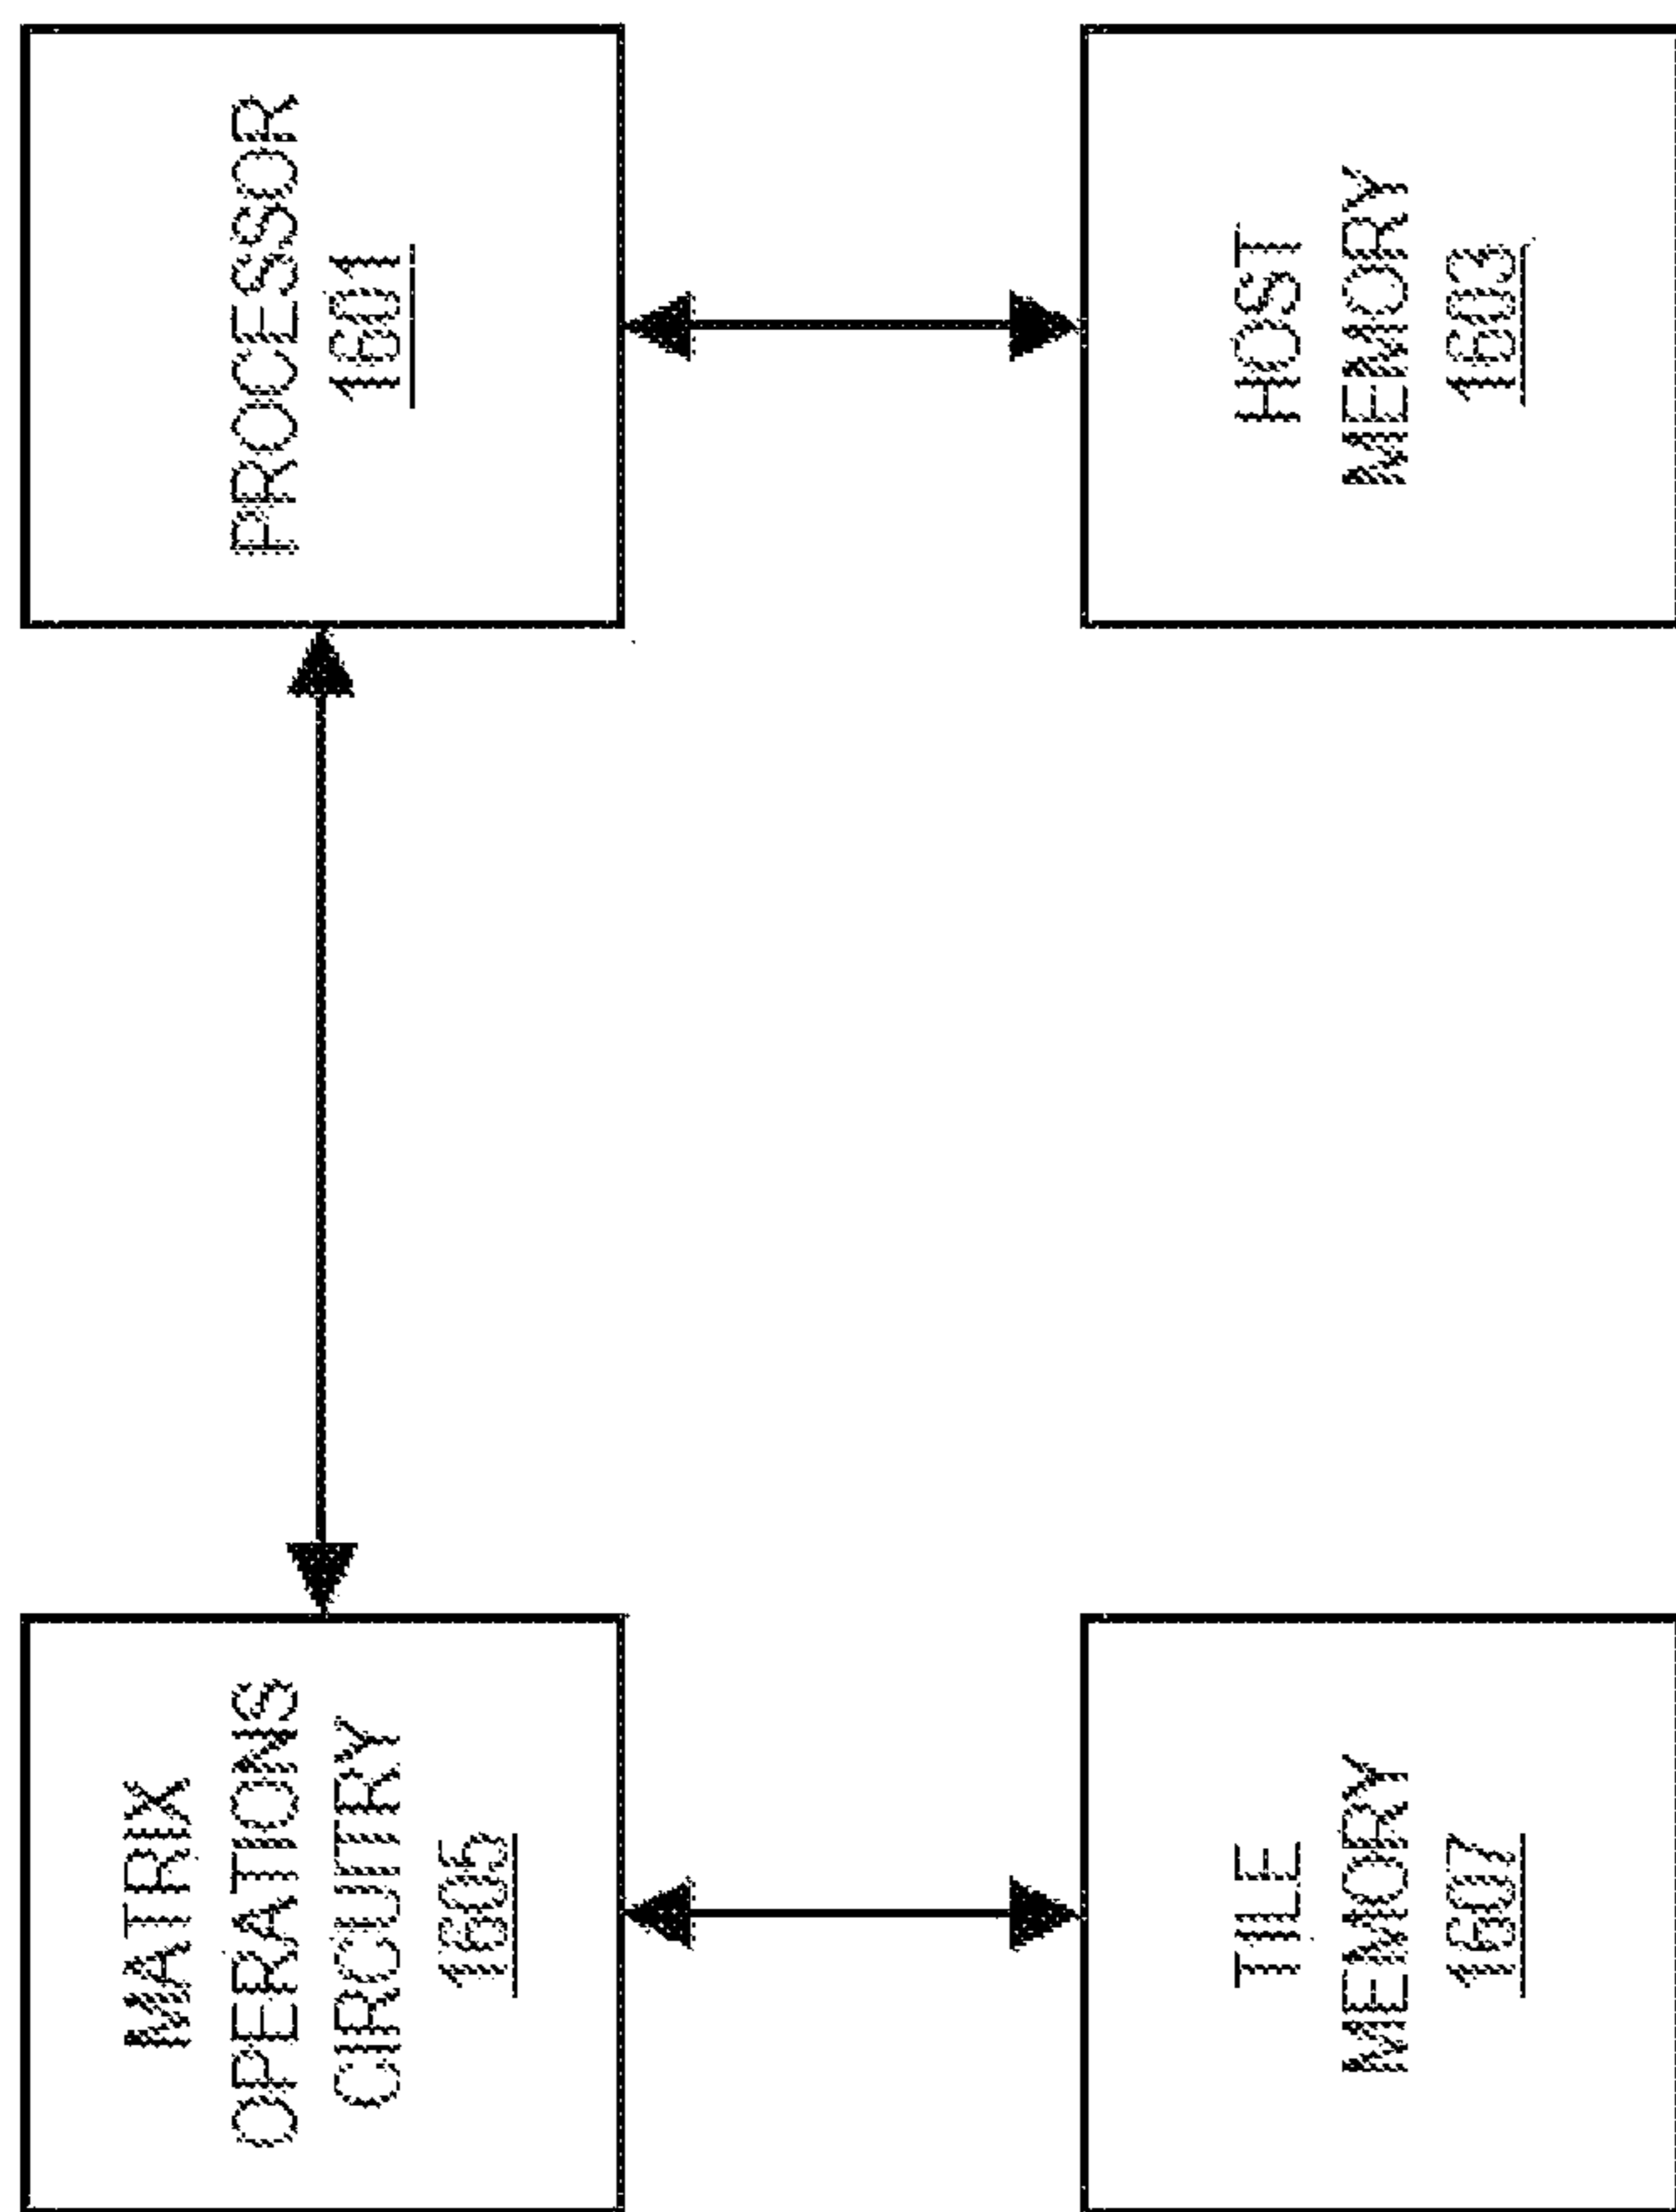 MATRIX
OPERATIONS
CIRCUITRY
1605
PROCESSOR
1601
TILE
MEMORY
1607
HOST
MEMORY
1603